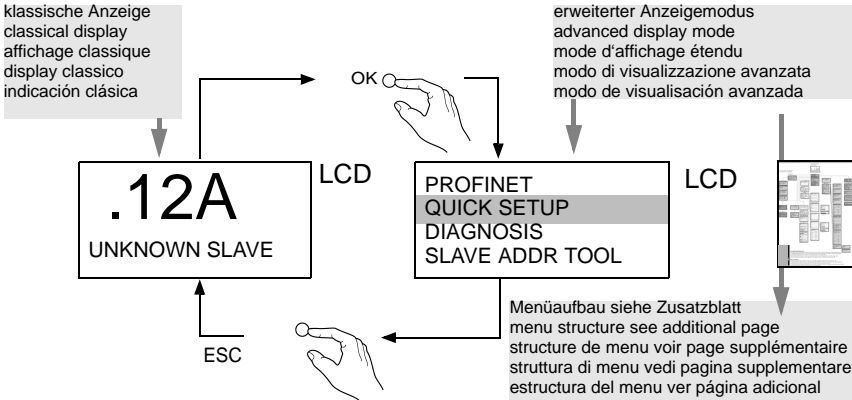 klassische Anzeige
classical display
affichage classique
display classico
indicación clásica
erweiterter Anzeigemodus
advanced display mode
mode d‘affichage étendu
modo di visualizzazione avanzata
modo de visualisación avanzada
OK
.12A
UNKNOWN SLAVE
LCD
PROFINET
QUICK SETUP
DIAGNOSIS
SLAVE ADDR TOOL
LCD
ESC
Menüaufbau siehe Zusatzblatt
menu structure see additional page
structure de menu voir page supplémentaire
struttura di menu vedi pagina supplementare
estructura del menu ver página adicional